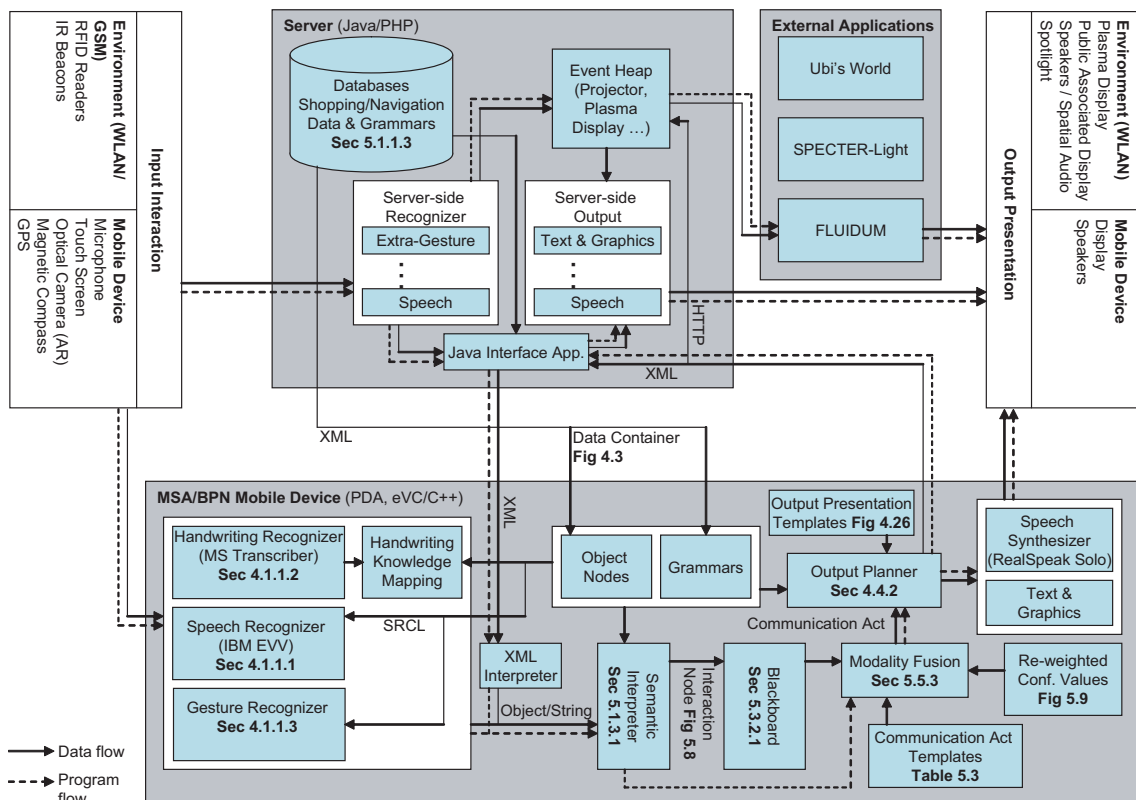 Environment (WLAN/
GSM)
RFID Readers
IR Beacons
Mobile Device
Microphone
Touch Screen
Optical Camera (AR)
Magnetic Compass
GPS
Input Interaction
Server (Java/PHP)
Databases
Shopping/Navigation
Data & Grammars
Sec 5.1.1.3
Event Heap
(Projector,
Plasma
Display ...)
Server-side
Recognizer
Extra-Gesture
Speech
Server-side
Output
Text & Graphics
Speech
Java Interface App.
HTTP
XML
External Applications
Ubi's World
SPECTER-Light
FLUIDUM
Output Presentation
Environment (WLAN)
Plasma Display
Public Associated Display
Speakers / Spatial Audio
Spotlight
Mobile Device
Display
Speakers
XML
Data Container
Fig 4.3
XML
MSA/BPN Mobile Device (PDA, eVC/C++)
Handwriting Recognizer
(MS Transcriber)
Sec 4.1.1.2
Handwriting
Knowledge
Mapping
Speech Recognizer
(IBM EVV)
Sec 4.1.1.1
SRCL
Gesture Recognizer
Sec 4.1.1.3
XML
Interpreter
Object/String
Object
Nodes
Grammars
Output Presentation
Templates Fig 4.26
Output Planner
Sec 4.4.2
Speech
Synthesizer
(RealSpeak Solo)
Text &
Graphics
Communication Act
Semantic
Interpreter
Sec 5.1.3.1
Interaction
Node Fig 5.8
Blackboard
Sec 5.3.2.1
Modality Fusion
Sec 5.5.3
Re-weighted
Conf. Values
Fig 5.9
Communication Act
Templates
Table 5.3
Data flow
Program
flow